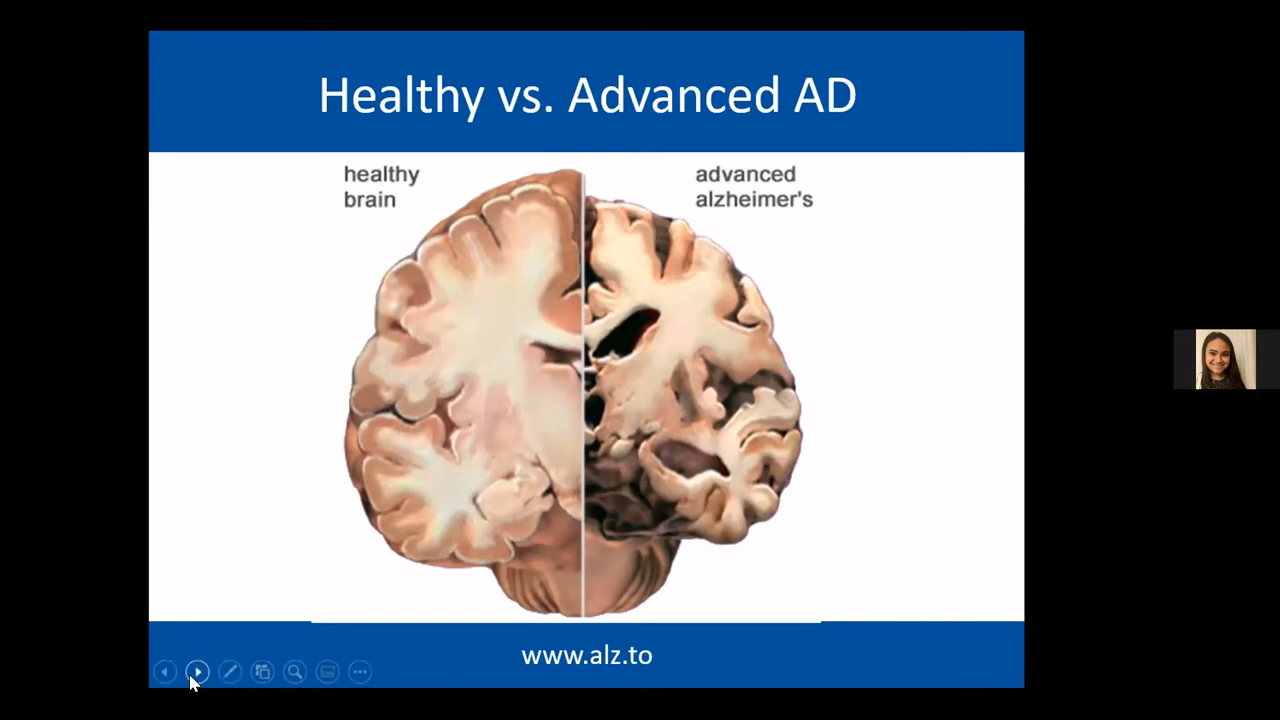 Healthy vs. Advanced AD
healthy
brain
advanced
alzheimer's
www.alz.to